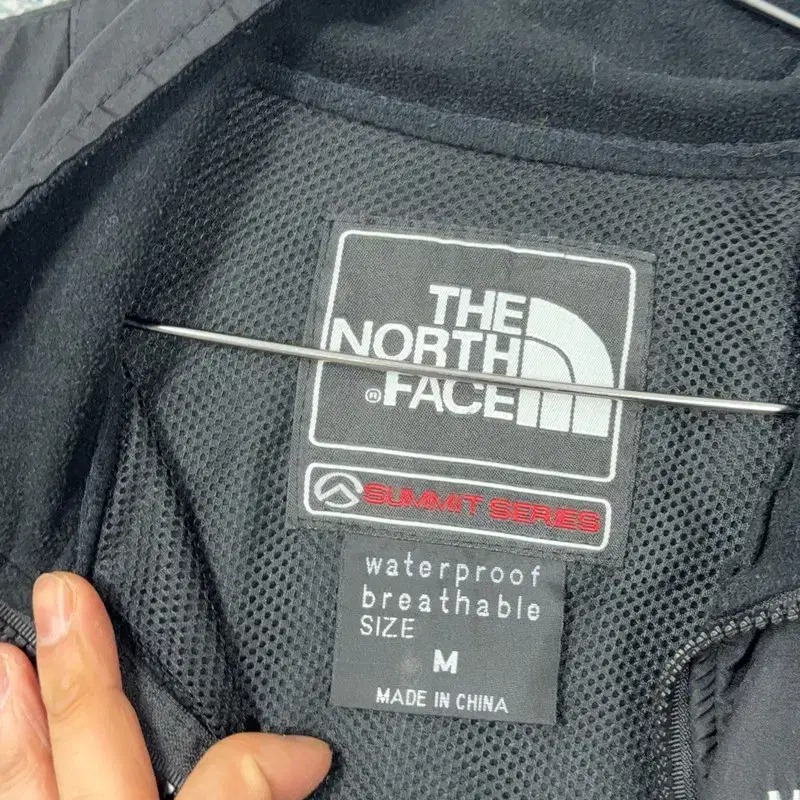 THE
NORTH
® FACE
SUMMIT SERIES
waterproof
breathable
SIZE
M
MADE IN CHINA